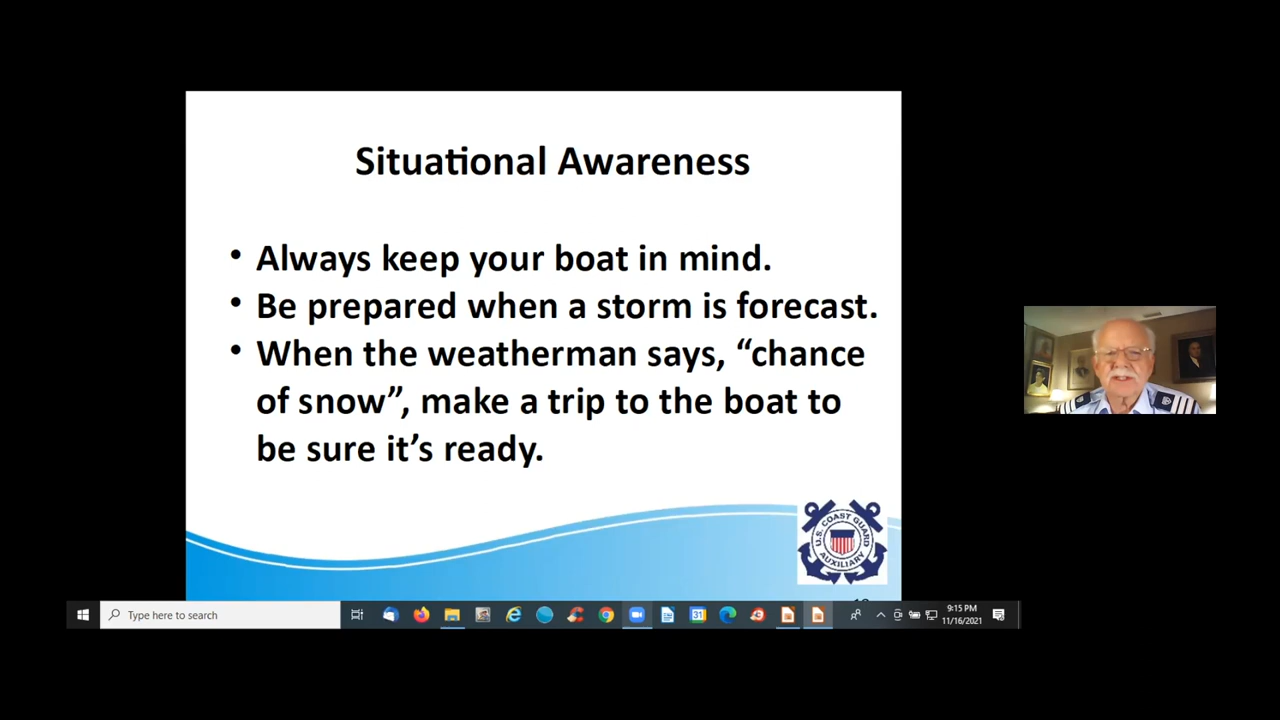 Situational Awareness
• Always keep your boat in mind.
• Be prepared when a storm is forecast.
• When the weatherman says, “chance
of snow”, make a trip to the boat to
be sure it’s ready.
U.S. COAST GUARD
AUXILIARY
Type here to search
31
9:15 PM
11/16/2021